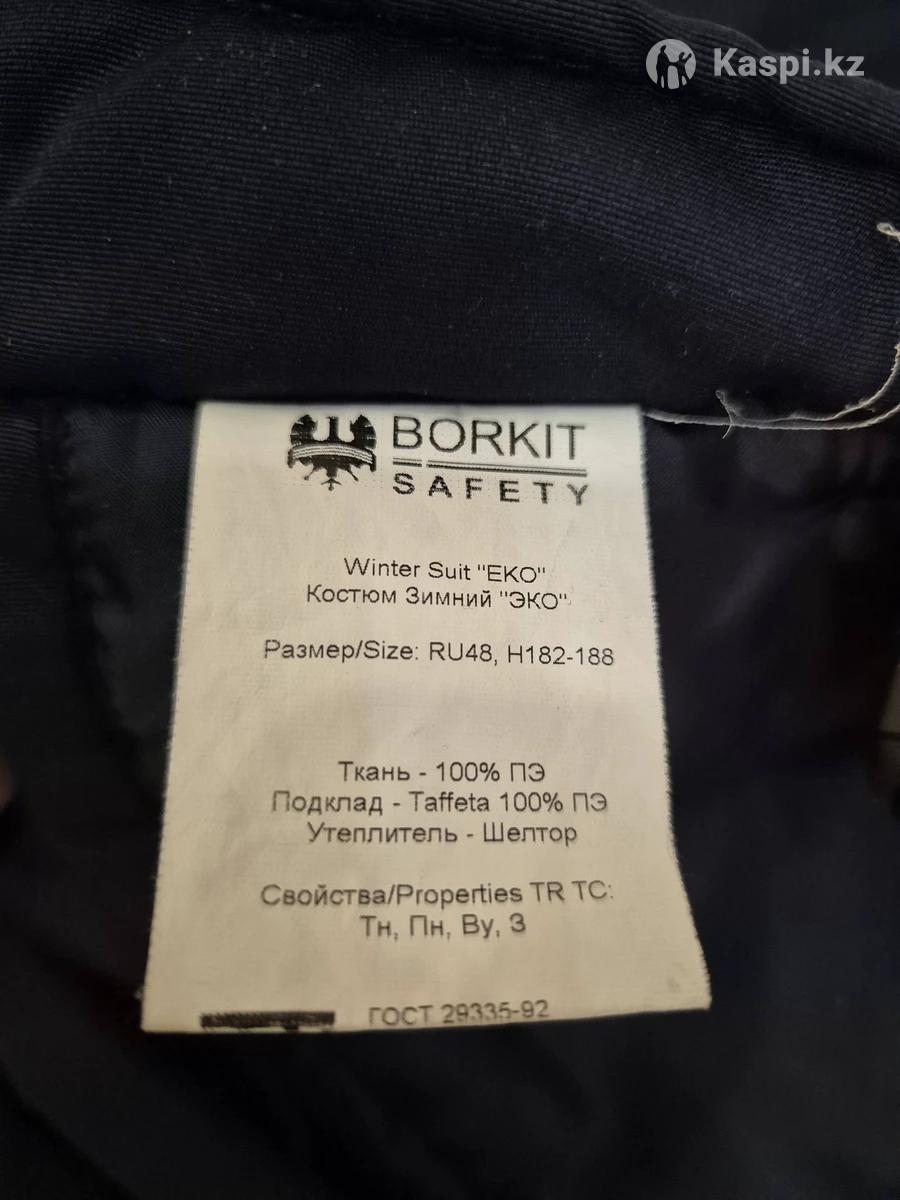 Kaspi.kz
BORKIT
SAFETY
Winter Suit "EKO"
Костюм Зимний "ЭКО"
Размер/Size: RU48, H182-188
Ткань - 100% ПЭ
Подклад - Taffeta 100% ПЭ
Утеплитель - Шелтор
Свойства/Properties TR TC:
Тн, Пн, Ву, З
ГОСТ 29335-92